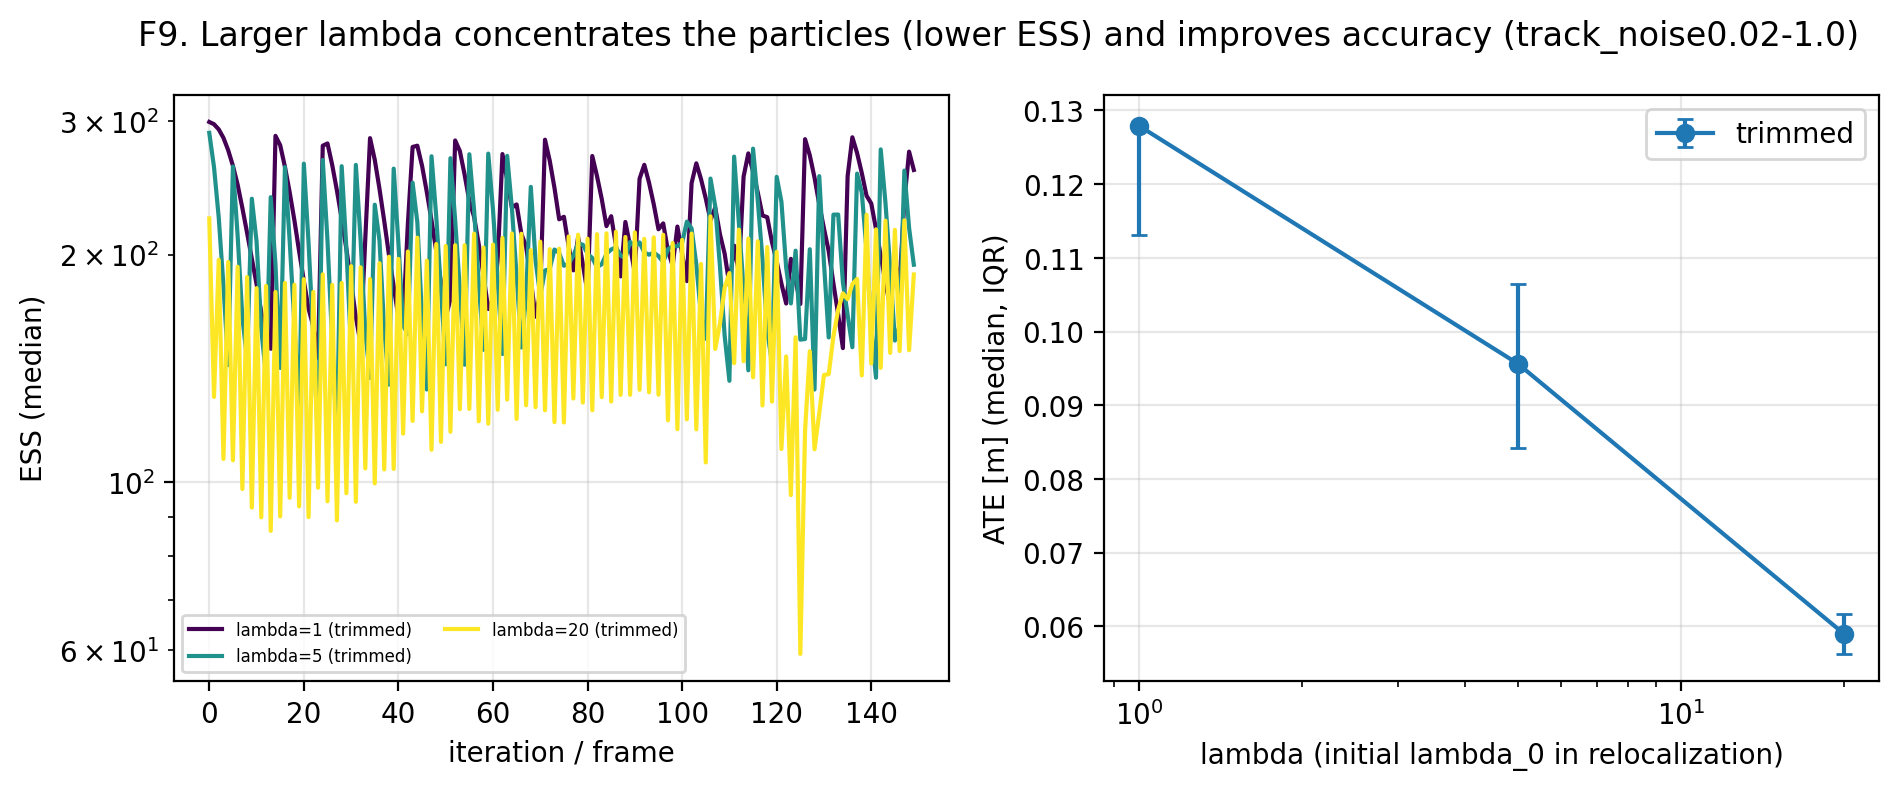 F9. Larger lambda concentrates the particles (lower ESS) and improves accuracy (track_noise0.02-1.0)
ESS (median)
3 × 10²
2 × 10²
10²
6 × 10¹
lambda=1 (trimmed)
lambda=5 (trimmed)
lambda=20 (trimmed)
0 20 40 60 80 100 120 140
iteration / frame
ATE [m] (median, IQR)
0.13
0.12
0.11
0.10
0.09
0.08
0.07
0.06
trimmed
10⁰ 10¹
lambda (initial lambda_0 in relocalization)